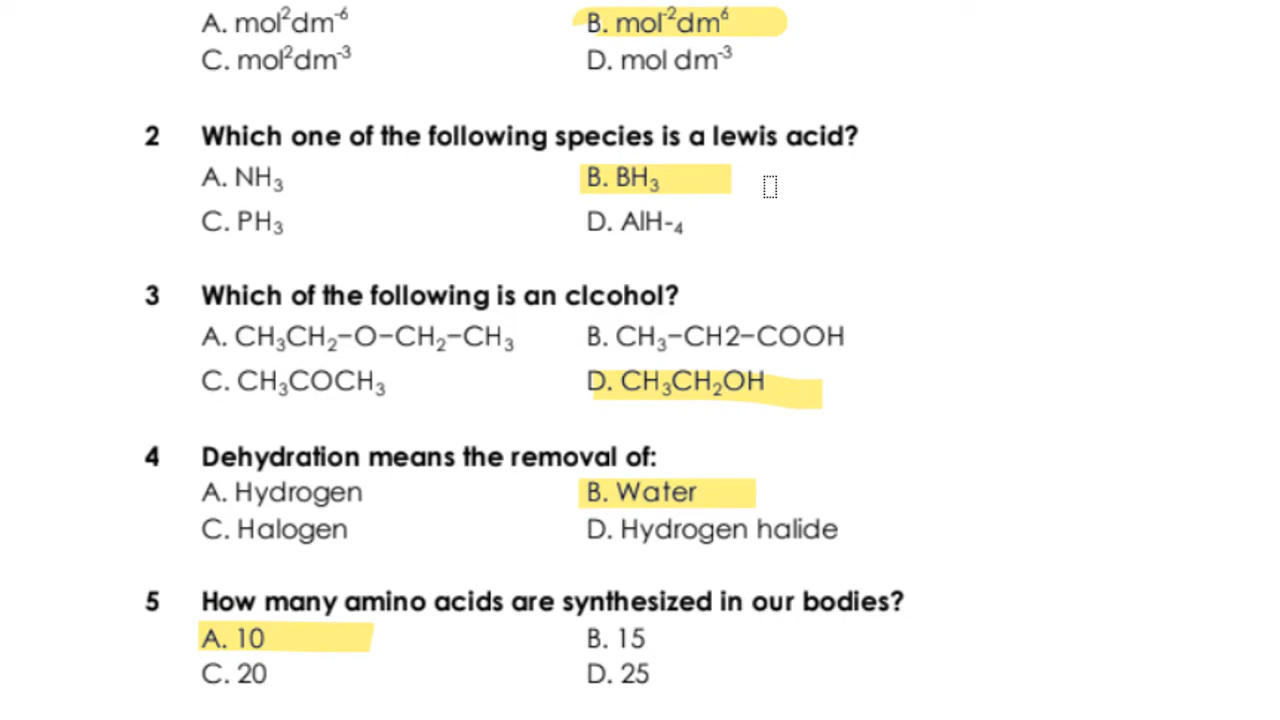 A. mol²dm⁻⁶ B. mol⁻²dm⁶
C. mol²dm⁻³ D. mol dm⁻³
2 Which one of the following species is a lewis acid?
A. NH₃ B. BH₃
C. PH₃ D. AlH-₄
3 Which of the following is an clcohol?
A. CH₃CH₂–O–CH₂–CH₃ B. CH₃–CH2–COOH
C. CH₃COCH₃ D. CH₃CH₂OH
4 Dehydration means the removal of:
A. Hydrogen B. Water
C. Halogen D. Hydrogen halide
5 How many amino acids are synthesized in our bodies?
A. 10 B. 15
C. 20 D. 25